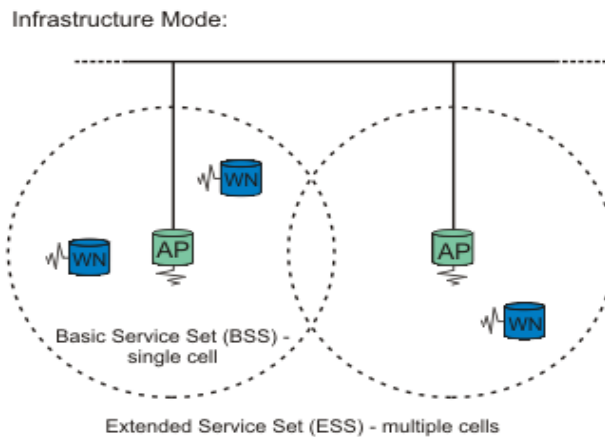 Infrastructure Mode:
WN
WN
AP
AP
WN
Basic Service Set (BSS) -
single cell
Extended Service Set (ESS) - multiple cells